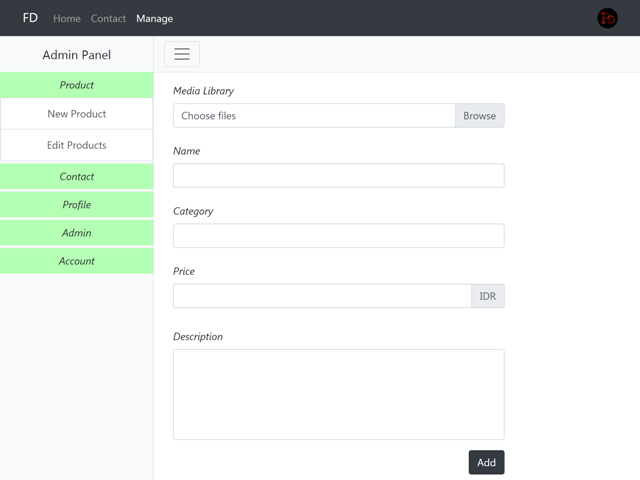 FD Home Contact Manage
Admin Panel
Product
New Product
Edit Products
Contact
Profile
Admin
Account
Media Library
Choose files Browse
Name
Category
Price
IDR
Description
Add